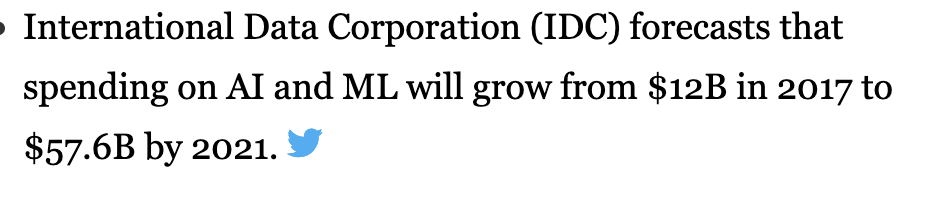 • International Data Corporation (IDC) forecasts that
spending on AI and ML will grow from $12B in 2017 to
$57.6B by 2021.